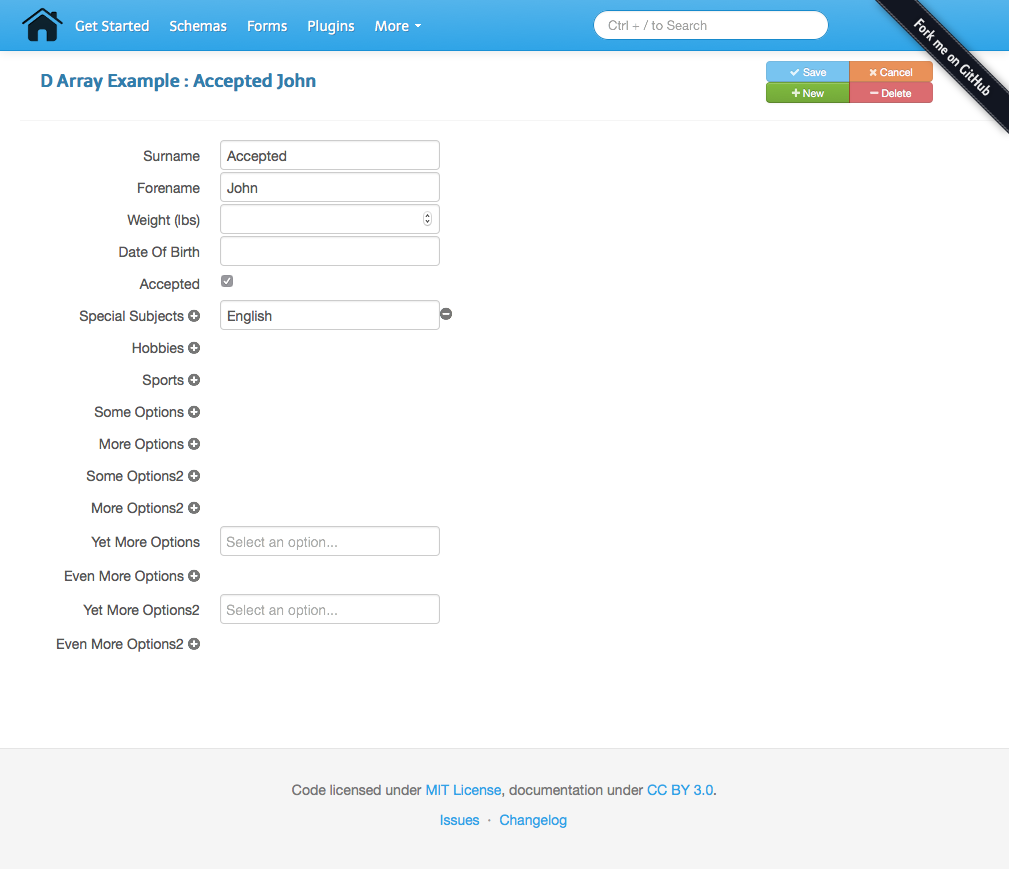 Get Started Schemas Forms Plugins More Ctrl + / to Search
Fork me on GitHub
D Array Example : Accepted John
Save Cancel
New Delete
Surname Accepted
Forename John
Weight (lbs)
Date Of Birth
Accepted
Special Subjects English
Hobbies
Sports
Some Options
More Options
Some Options2
More Options2
Yet More Options Select an option...
Even More Options
Yet More Options2 Select an option...
Even More Options2
Code licensed under MIT License, documentation under CC BY 3.0.
Issues · Changelog